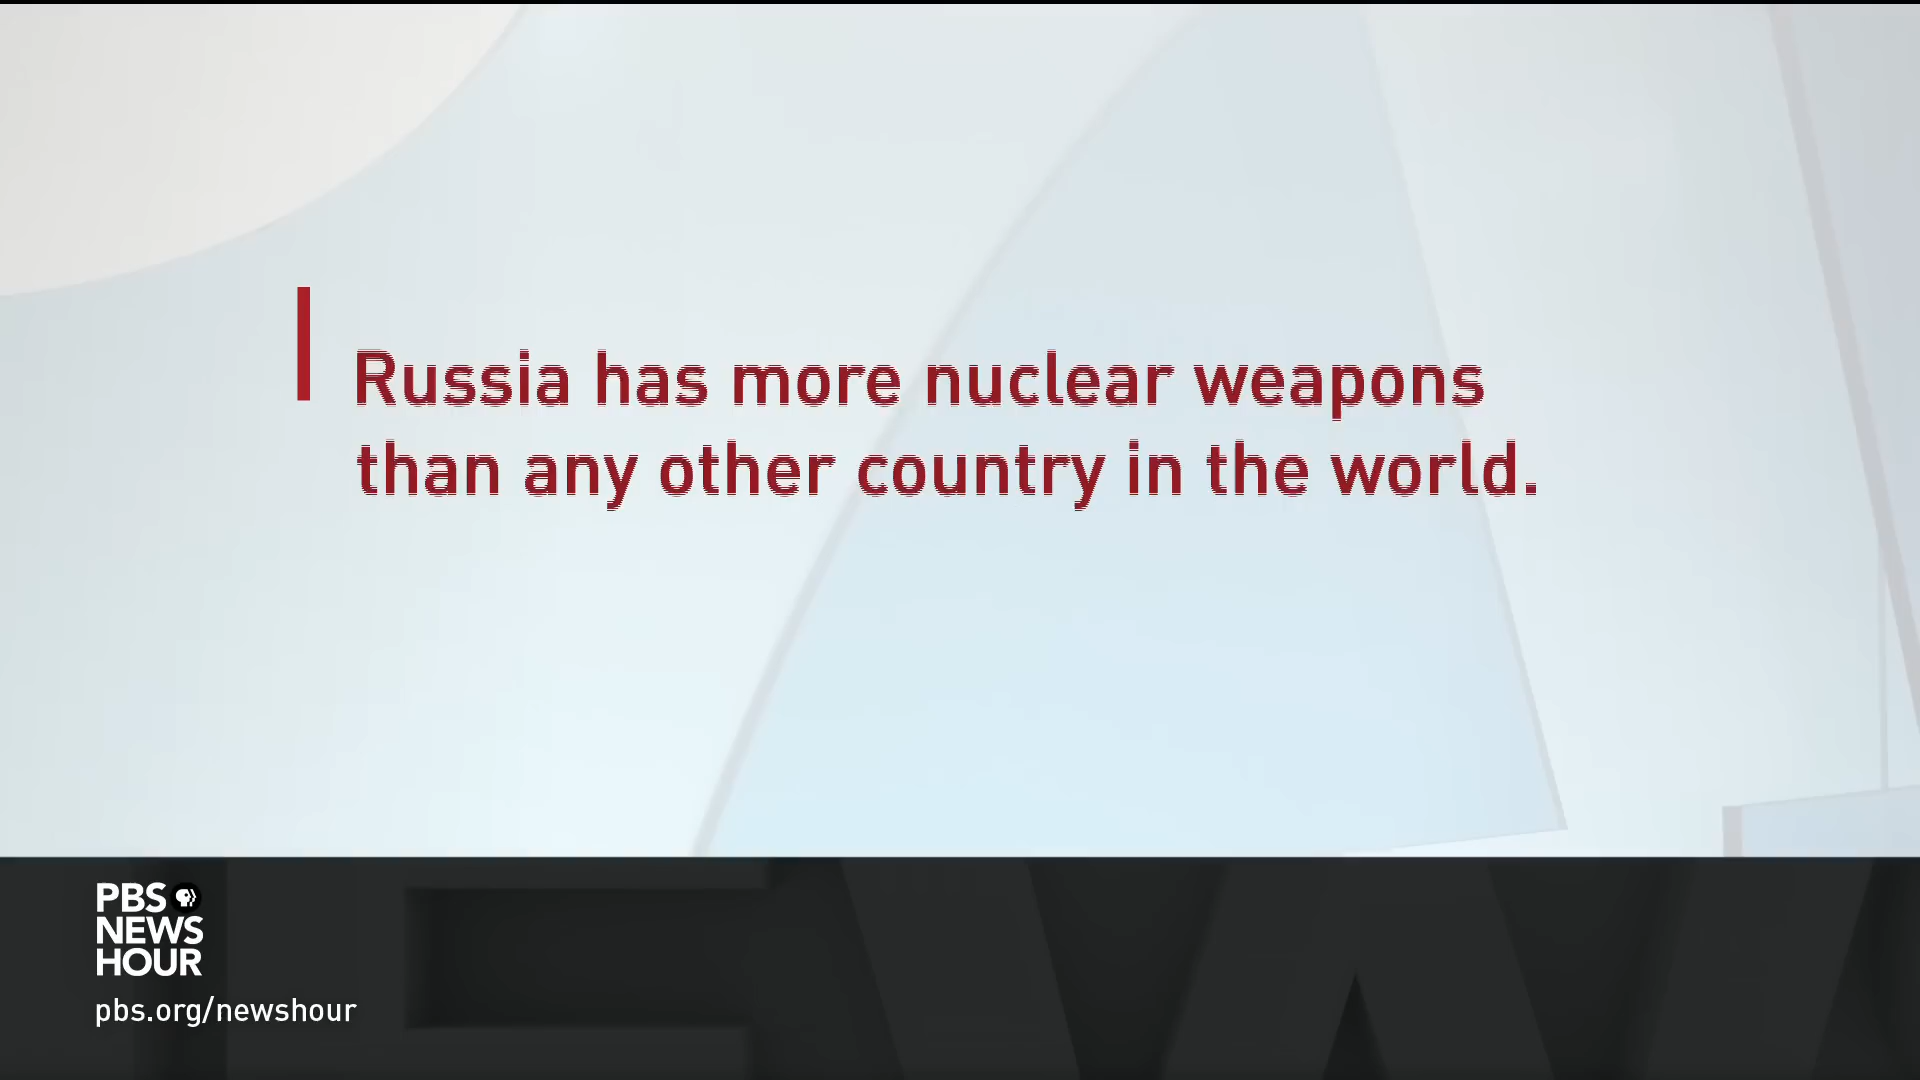 Russia has more nuclear weapons
than any other country in the world.
PBS
NEWS
HOUR
pbs.org/newshour